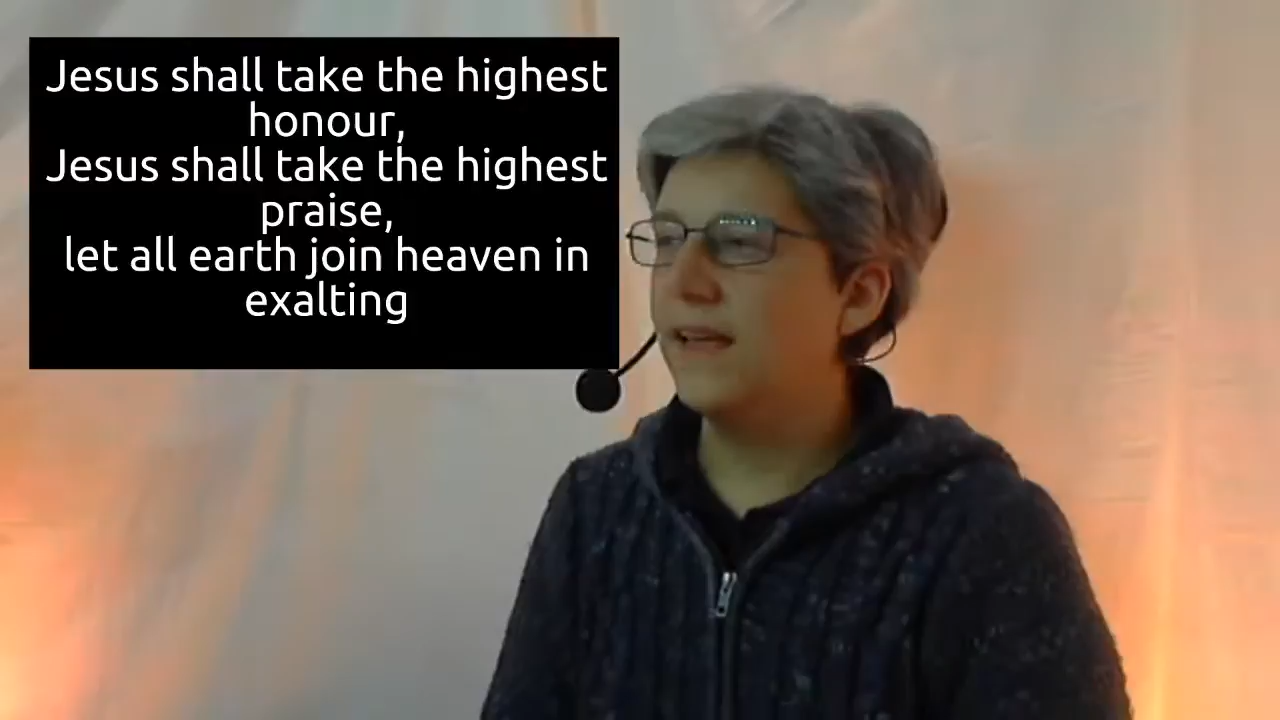 Jesus shall take the highest
honour,
Jesus shall take the highest
praise,
let all earth join heaven in
exalting